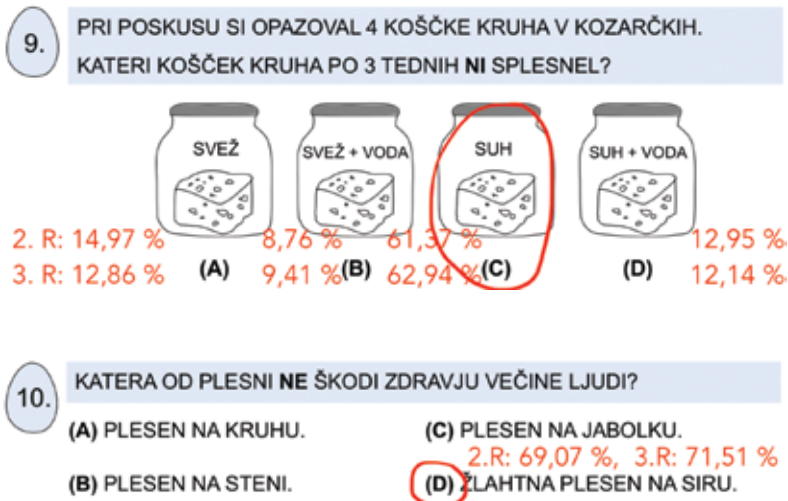 9.
PRI POSKUSU SI OPAZOVAL 4 KOŠČKE KRUHA V KOZARČKIH.
KATERI KOŠČEK KRUHA PO 3 TEDNIH NI SPLESNEL?
SVEŽ SVEŽ + VODA SUH SUH + VODA
2. R: 14,97 % 8,76 % 61,37 % 12,95 %
3. R: 12,86 % (A) 9,41 % (B) 62,94 % (C) (D) 12,14 %
10.
KATERA OD PLESNI NE ŠKODI ZDRAVJU VEČINE LJUDI?
(A) PLESEN NA KRUHU. (C) PLESEN NA JABOLKU.
2.R: 69,07 %, 3.R: 71,51 %
(B) PLESEN NA STENI. (D) ŽLAHTNA PLESEN NA SIRU.